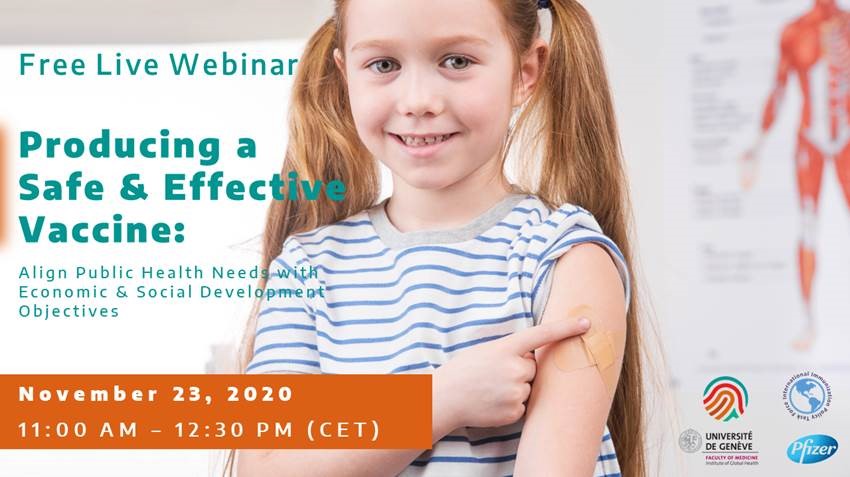 Free Live Webinar
Producing a
Safe & Effective
Vaccine:
Align Public Health Needs with
Economic & Social Development
Objectives
November 23, 2020
11:00 AM – 12:30 PM (CET)
UNIVERSITÉ
DE GENÈVE
FACULTY OF MEDICINE
Institute of Global Health
International Immunization
Policy Task Force
Pfizer